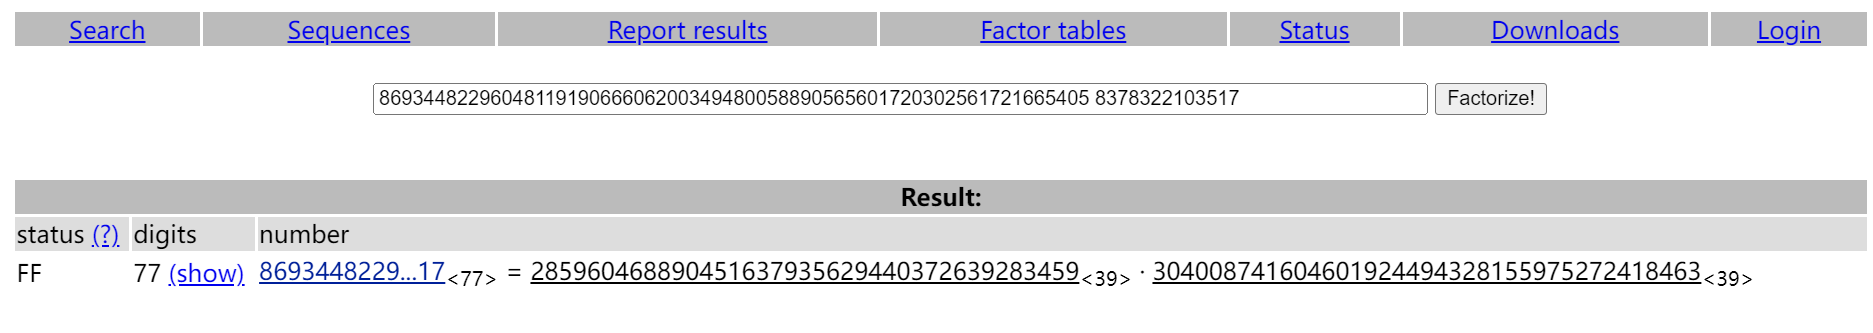 Search Sequences Report results Factor tables Status Downloads Login
86934482296048119190666062003494800588905656017203025617216654058378322103517 Factorize!
Result:
status (?) digits number
FF 77 (show) 8693448229...17<77> = 285960468890451637935629440372639283459<39> · 304008741604601924494328155975272418463<39>